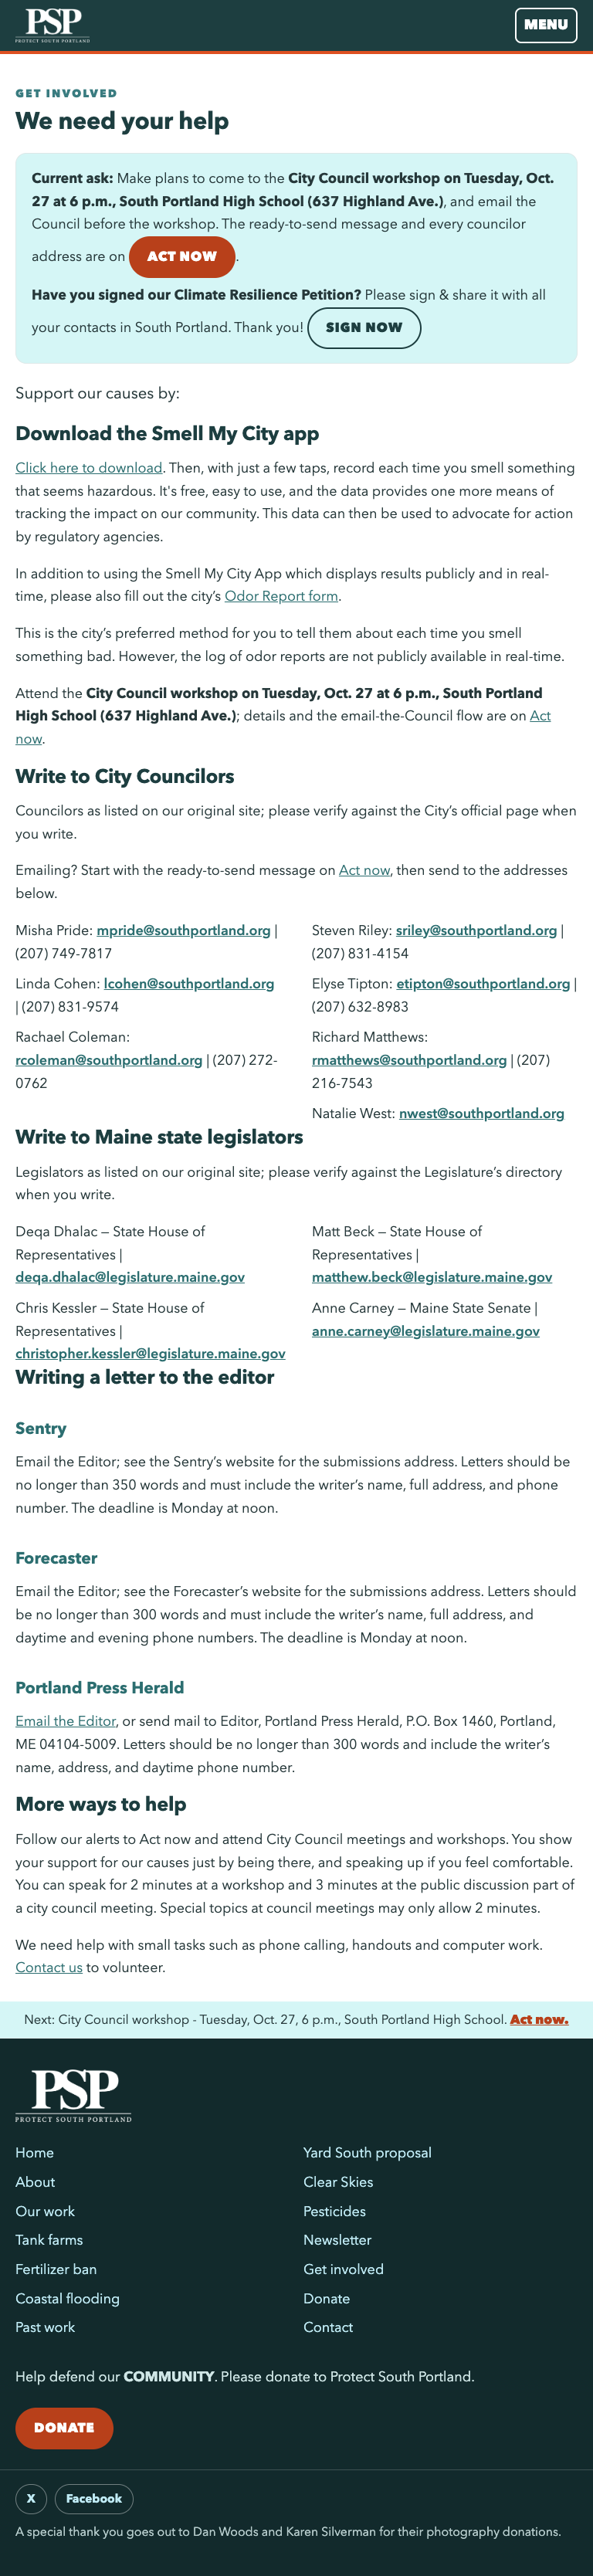 PSP
PROTECT SOUTH PORTLAND
MENU
GET INVOLVED
We need your help
Current ask: Make plans to come to the City Council workshop on Tuesday, Oct.
27 at 6 p.m., South Portland High School (637 Highland Ave.), and email the
Council before the workshop. The ready-to-send message and every councilor
address are on ACT NOW.
Have you signed our Climate Resilience Petition? Please sign & share it with all
your contacts in South Portland. Thank you! SIGN NOW
Support our causes by:
Download the Smell My City app
Click here to download. Then, with just a few taps, record each time you smell something
that seems hazardous. It's free, easy to use, and the data provides one more means of
tracking the impact on our community. This data can then be used to advocate for action
by regulatory agencies.
In addition to using the Smell My City App which displays results publicly and in real-
time, please also fill out the city’s Odor Report form.
This is the city’s preferred method for you to tell them about each time you smell
something bad. However, the log of odor reports are not publicly available in real-time.
Attend the City Council workshop on Tuesday, Oct. 27 at 6 p.m., South Portland
High School (637 Highland Ave.); details and the email-the-Council flow are on Act
now.
Write to City Councilors
Councilors as listed on our original site; please verify against the City’s official page when
you write.
Emailing? Start with the ready-to-send message on Act now, then send to the addresses
below.
Misha Pride: mpride@southportland.org |
(207) 749-7817
Linda Cohen: lcohen@southportland.org
| (207) 831-9574
Rachael Coleman:
rcoleman@southportland.org | (207) 272-
0762
Steven Riley: sriley@southportland.org |
(207) 831-4154
Elyse Tipton: etipton@southportland.org |
(207) 632-8983
Richard Matthews:
rmatthews@southportland.org | (207)
216-7543
Natalie West: nwest@southportland.org
Write to Maine state legislators
Legislators as listed on our original site; please verify against the Legislature’s directory
when you write.
Deqa Dhalac – State House of
Representatives |
deqa.dhalac@legislature.maine.gov
Chris Kessler – State House of
Representatives |
christopher.kessler@legislature.maine.gov
Matt Beck – State House of
Representatives |
matthew.beck@legislature.maine.gov
Anne Carney – Maine State Senate |
anne.carney@legislature.maine.gov
Writing a letter to the editor
Sentry
Email the Editor; see the Sentry’s website for the submissions address. Letters should be
no longer than 350 words and must include the writer’s name, full address, and phone
number. The deadline is Monday at noon.
Forecaster
Email the Editor; see the Forecaster’s website for the submissions address. Letters should
be no longer than 300 words and must include the writer’s name, full address, and
daytime and evening phone numbers. The deadline is Monday at noon.
Portland Press Herald
Email the Editor, or send mail to Editor, Portland Press Herald, P.O. Box 1460, Portland,
ME 04104-5009. Letters should be no longer than 300 words and include the writer’s
name, address, and daytime phone number.
More ways to help
Follow our alerts to Act now and attend City Council meetings and workshops. You show
your support for our causes just by being there, and speaking up if you feel comfortable.
You can speak for 2 minutes at a workshop and 3 minutes at the public discussion part of
a city council meeting. Special topics at council meetings may only allow 2 minutes.
We need help with small tasks such as phone calling, handouts and computer work.
Contact us to volunteer.
Next: City Council workshop - Tuesday, Oct. 27, 6 p.m., South Portland High School. Act now.
PSP
PROTECT SOUTH PORTLAND
Home
About
Our work
Tank farms
Fertilizer ban
Coastal flooding
Past work
Yard South proposal
Clear Skies
Pesticides
Newsletter
Get involved
Donate
Contact
Help defend our COMMUNITY. Please donate to Protect South Portland.
DONATE
X Facebook
A special thank you goes out to Dan Woods and Karen Silverman for their photography donations.